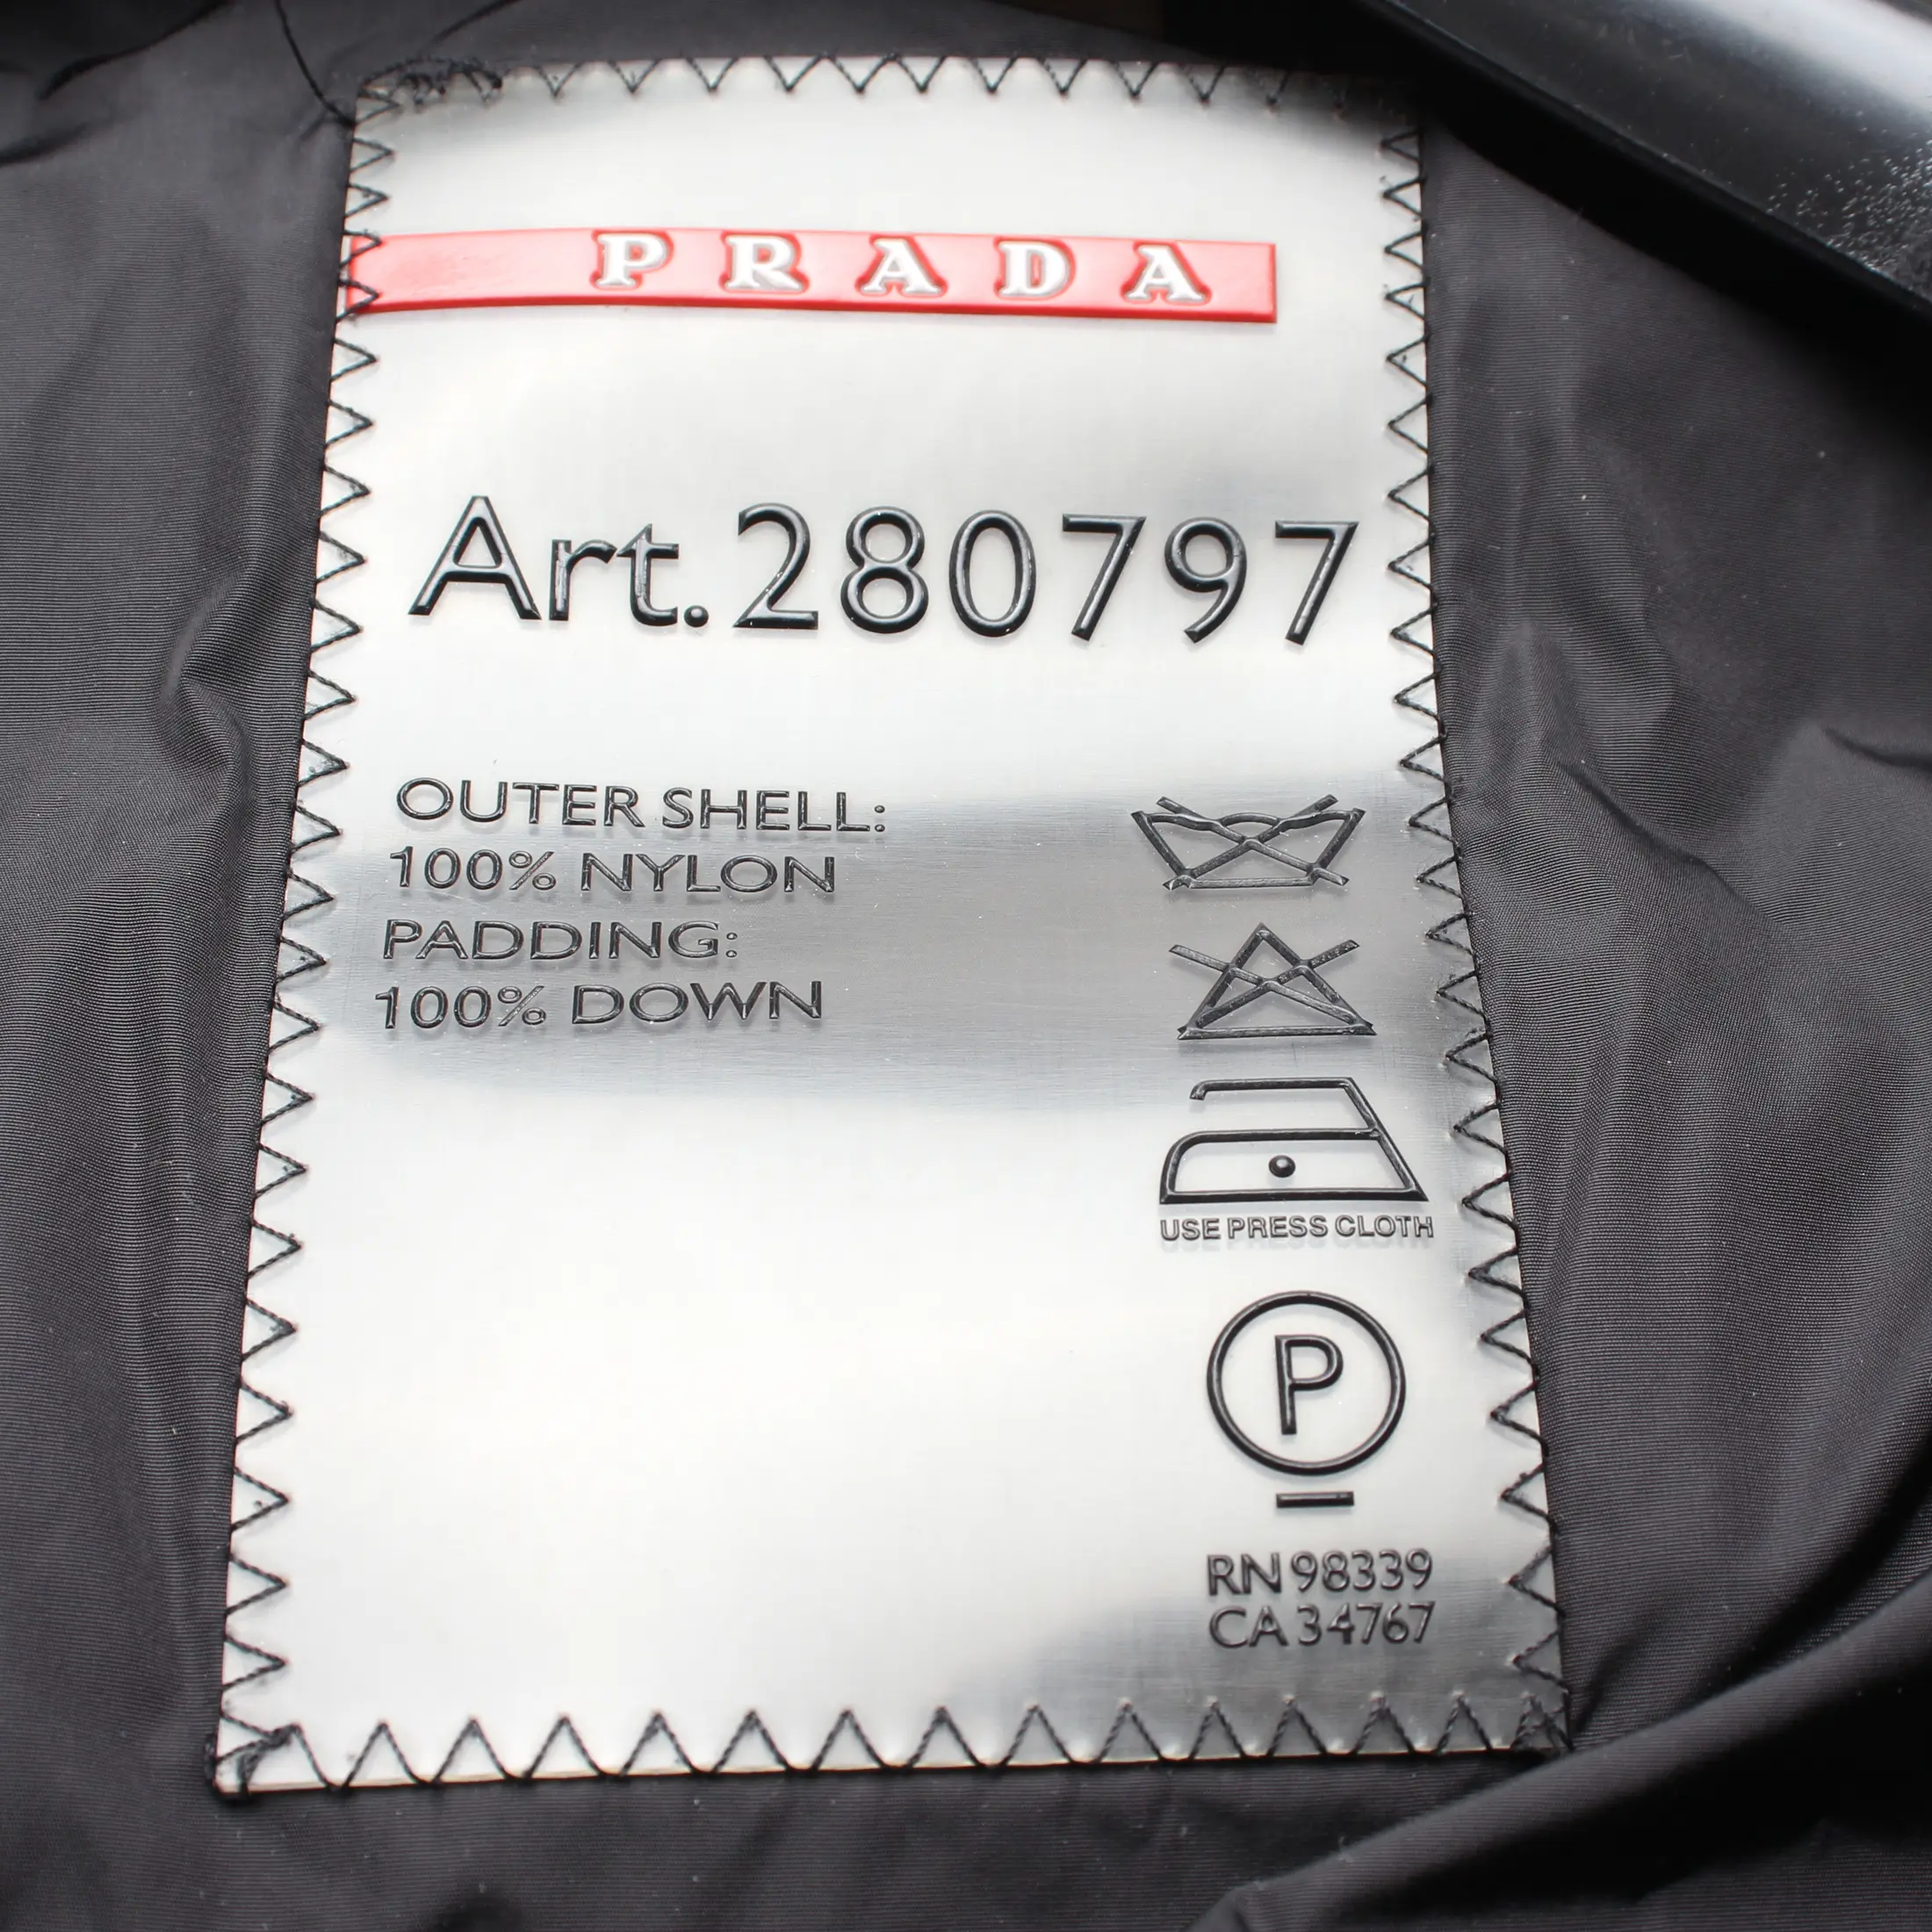 PRADA
Art. 280797
OUTER SHELL:
100% NYLON
PADDING:
100% DOWN
USE PRESS CLOTH
P
RN 98339
CA 34767